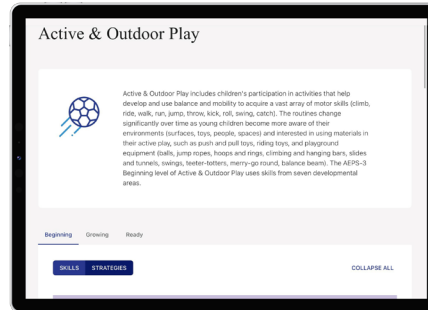 Active & Outdoor Play
Active & Outdoor Play includes children's participation in activities that help
develop and use balance and mobility to acquire a vast array of motor skills (climb,
ride, walk, run, jump, throw, kick, roll, swing, catch). The routines change
significantly over time as young children become more aware of their
environments (surfaces, toys, people, spaces) and interested in using materials in
their active play, such as push and pull toys, riding toys, and playground
equipment (balls, jump ropes, hoops and rings, climbing and hanging bars, slides
and tunnels, swings, teeter-totters, merry-go round, balance beam). The AEPS-3
Beginning level of Active & Outdoor Play uses skills from seven developmental
areas.
Beginning Growing Ready
SKILLS STRATEGIES COLLAPSE ALL